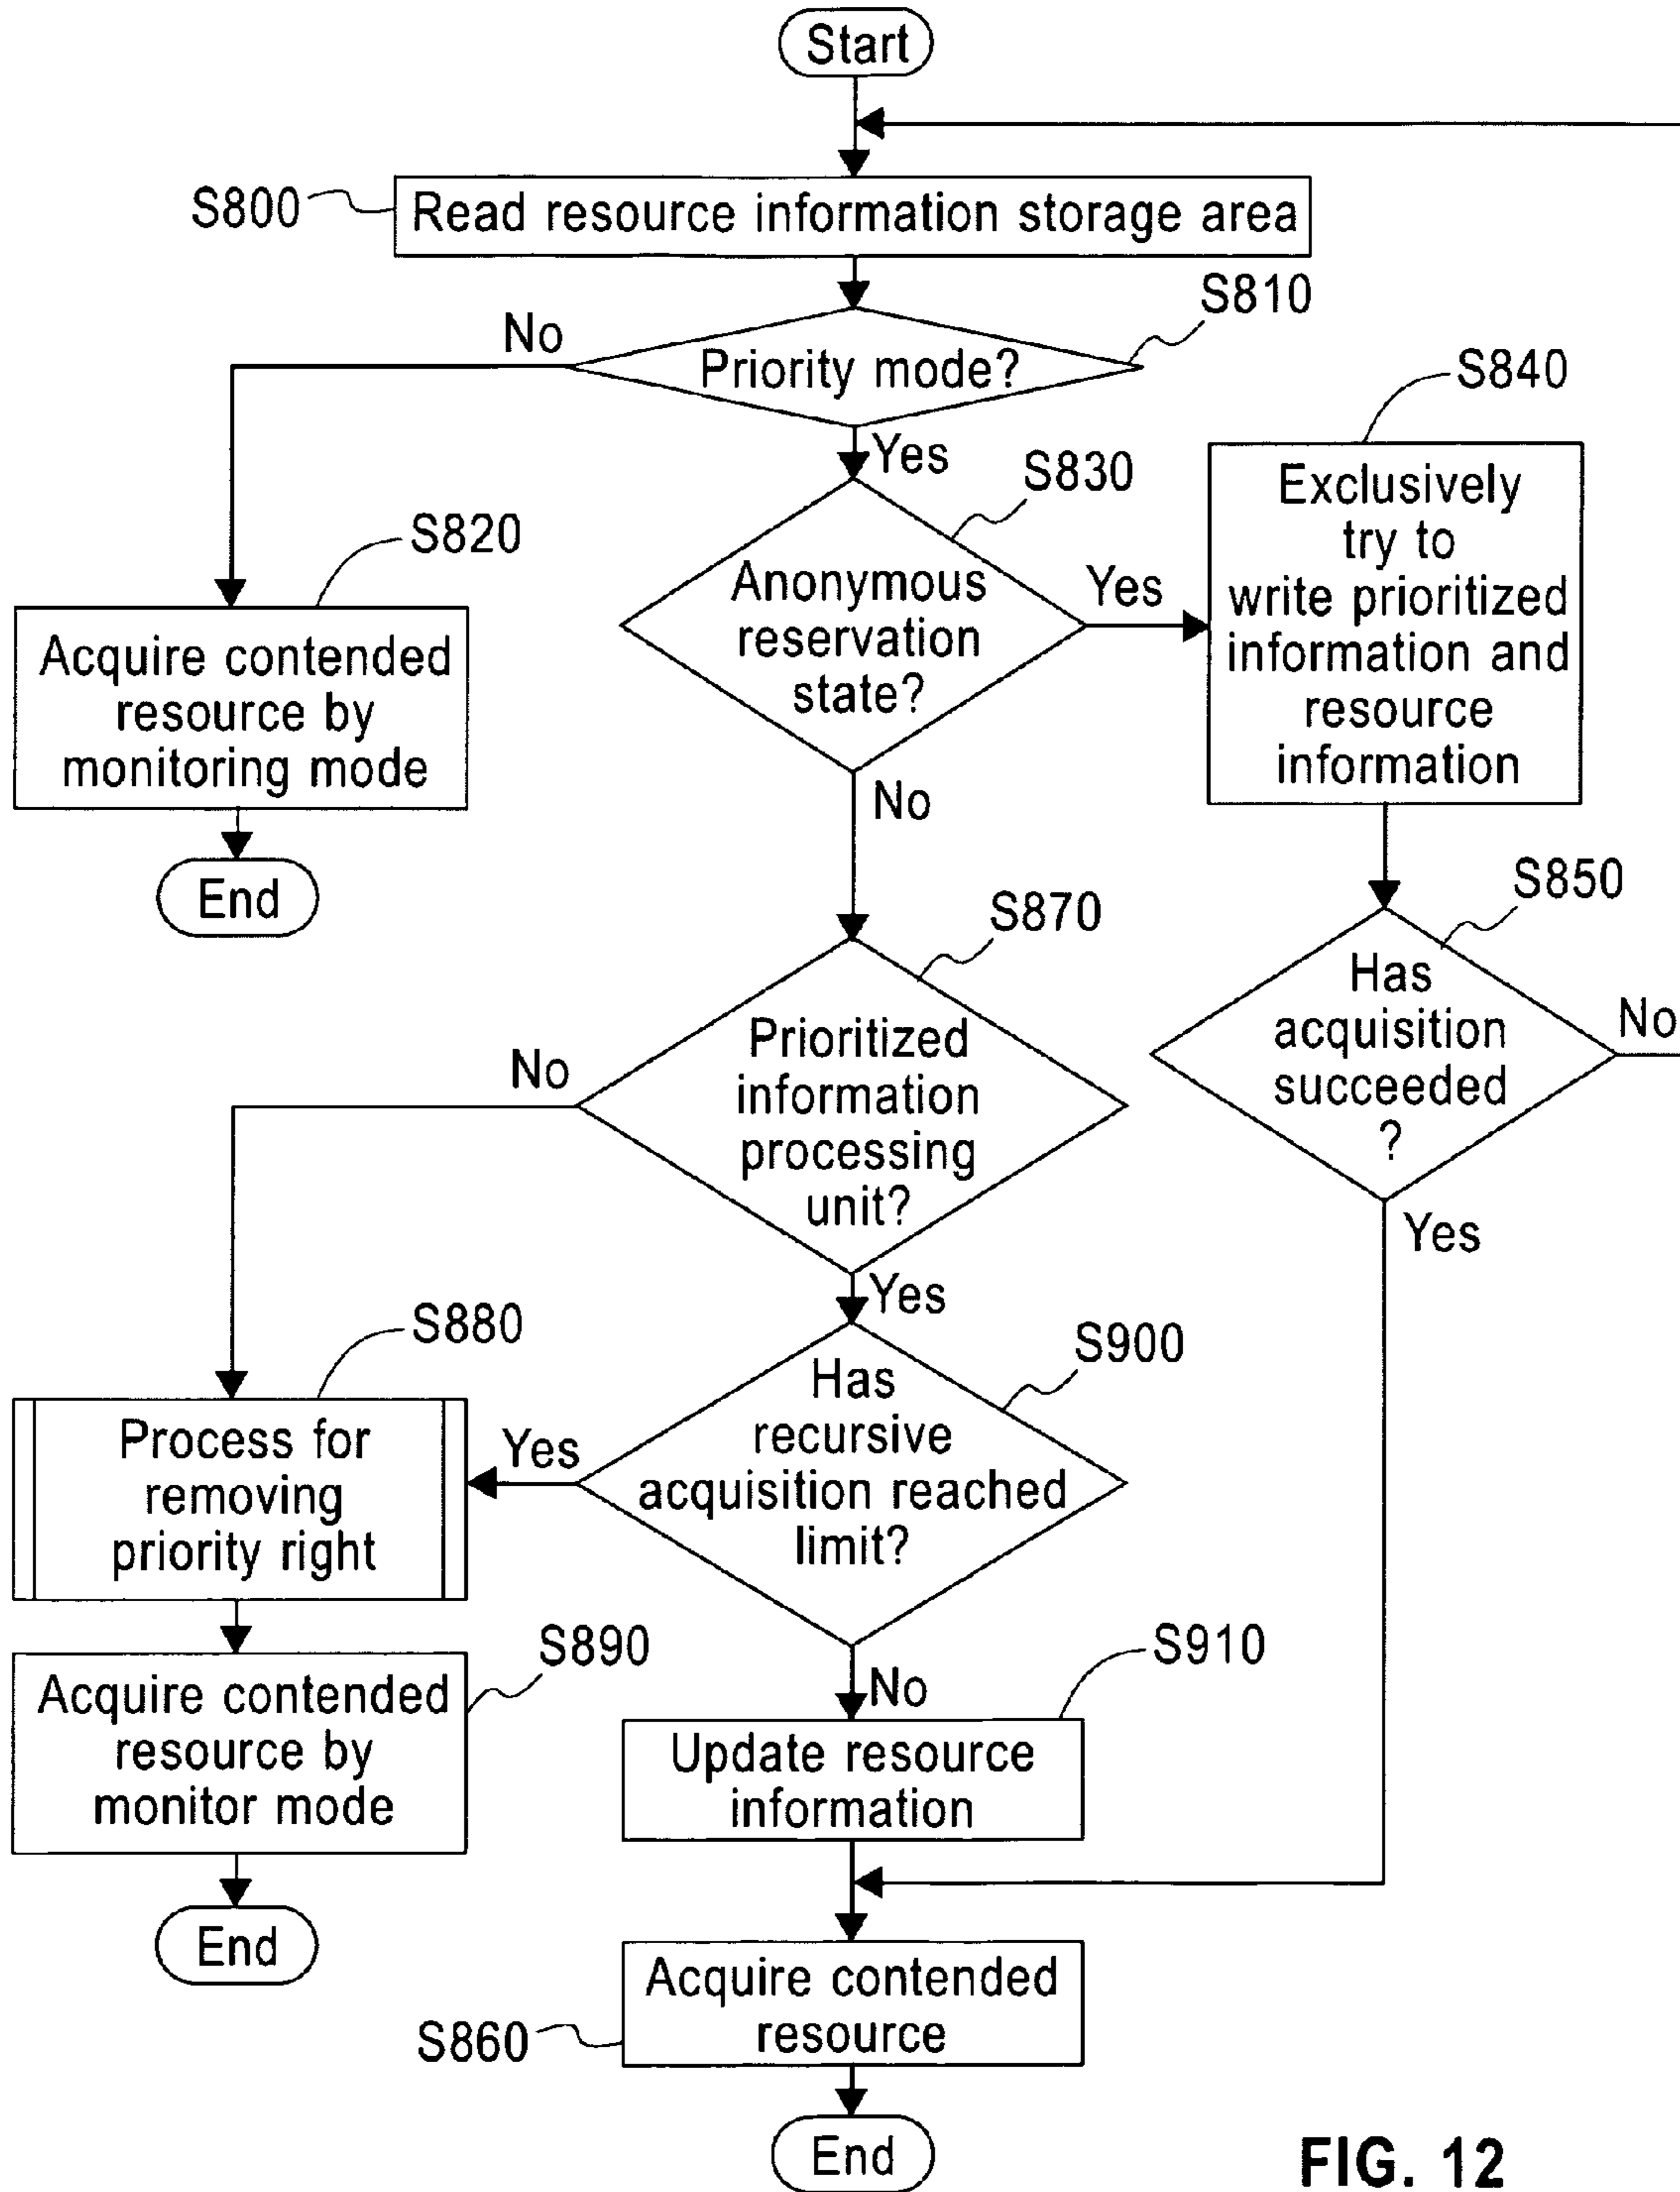 Start
S800
Read resource information storage area
S810
No
Priority mode?
S840
Yes
S830
Exclusively
try to
write prioritized
information and
resource
information
S820
Anonymous
reservation
state?
Yes
Acquire contended
resource by
monitoring mode
No
End
S850
S870
Has
acquisition
succeeded
?
No
Prioritized
information
processing
unit?
No
Yes
Yes
S880
S900
Has
recursive
acquisition reached
limit?
Process for
removing
priority right
Yes
S890
S910
No
Acquire contended
resource by
monitor mode
Update resource
information
End
Acquire contended
resource
S860
End
FIG. 12